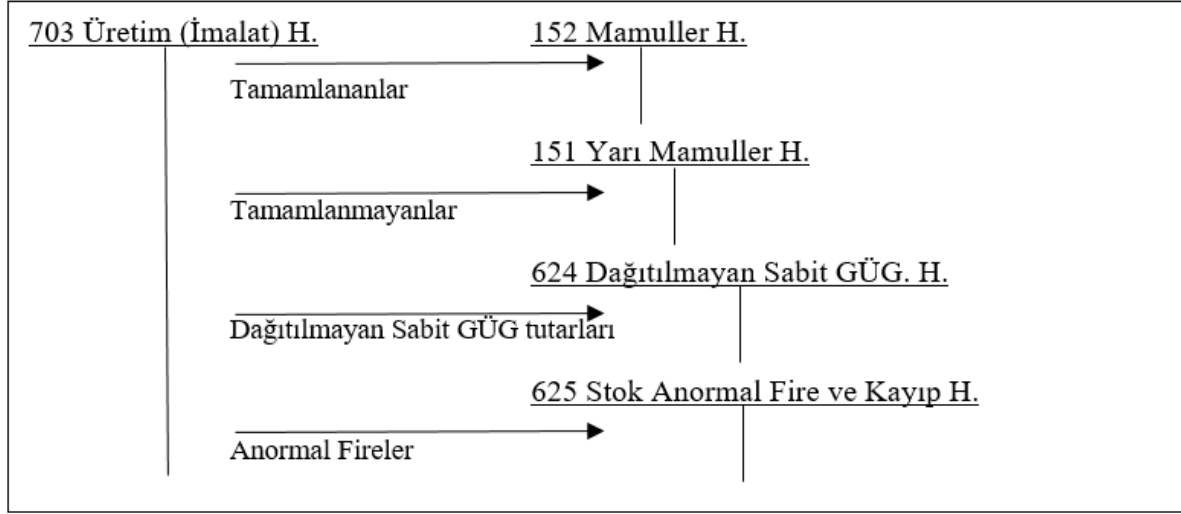 703 Üretim (İmalat) H.
152 Mamuller H.
Tamamlananlar
151 Yarı Mamuller H.
Tamamlanmayanlar
624 Dağıtılmayan Sabit GÜG. H.
Dağıtılmayan Sabit GÜG tutarları
625 Stok Anormal Fire ve Kayıp H.
Anormal Fireler